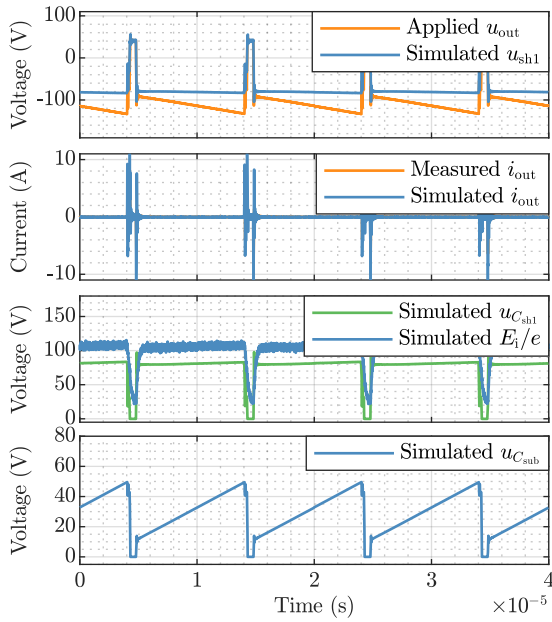 100
0
-100
Voltage (V)
Applied u_out
Simulated u_sh1
10
0
-10
Current (A)
Measured i_out
Simulated i_out
150
100
50
0
Voltage (V)
Simulated u_C_sh1
Simulated E_i/e
80
60
40
20
0
Voltage (V)
Simulated u_C_sub
0 1 2 3 4
Time (s)
×10⁻⁵